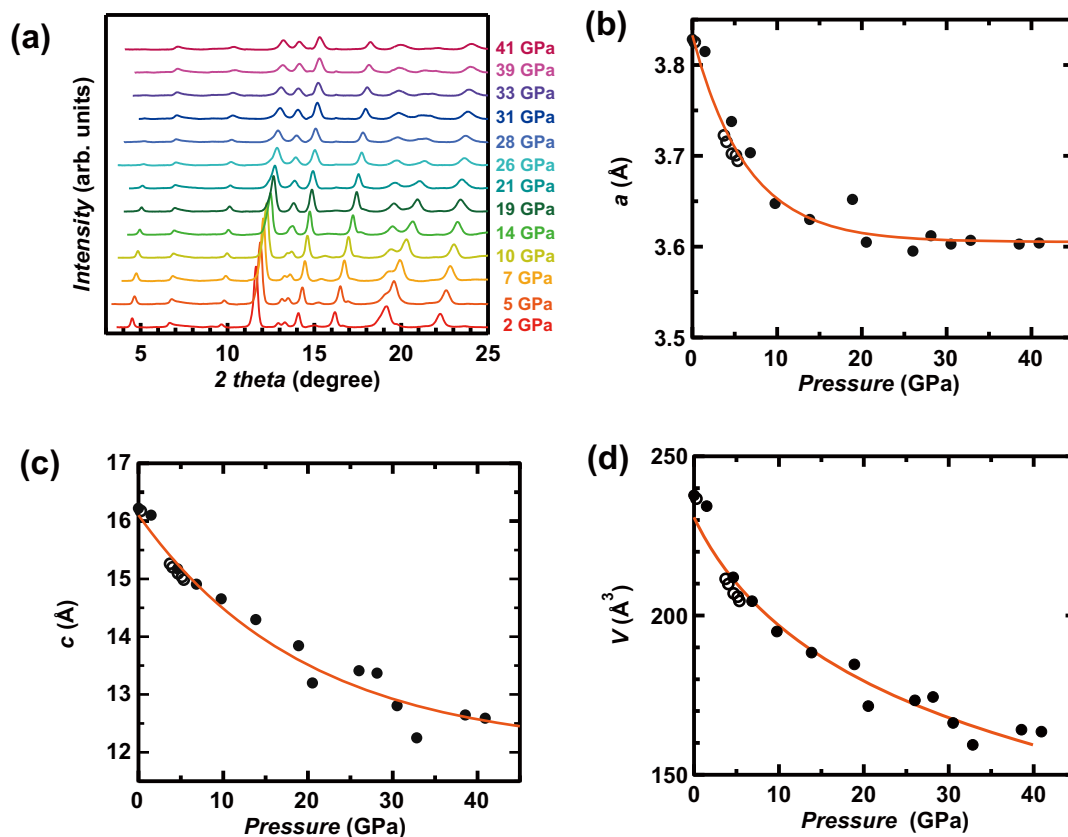 (a)
Intensity (arb. units)
41 GPa
39 GPa
33 GPa
31 GPa
28 GPa
26 GPa
21 GPa
19 GPa
14 GPa
10 GPa
7 GPa
5 GPa
2 GPa
5 10 15 20 25
2 theta (degree)
(b)
a (Å)
3.8
3.7
3.6
3.5
0 10 20 30 40
Pressure (GPa)
(c)
c (Å)
17
16
15
14
13
12
0 10 20 30 40
Pressure (GPa)
(d)
V (Å³)
250
200
150
0 10 20 30 40
Pressure (GPa)